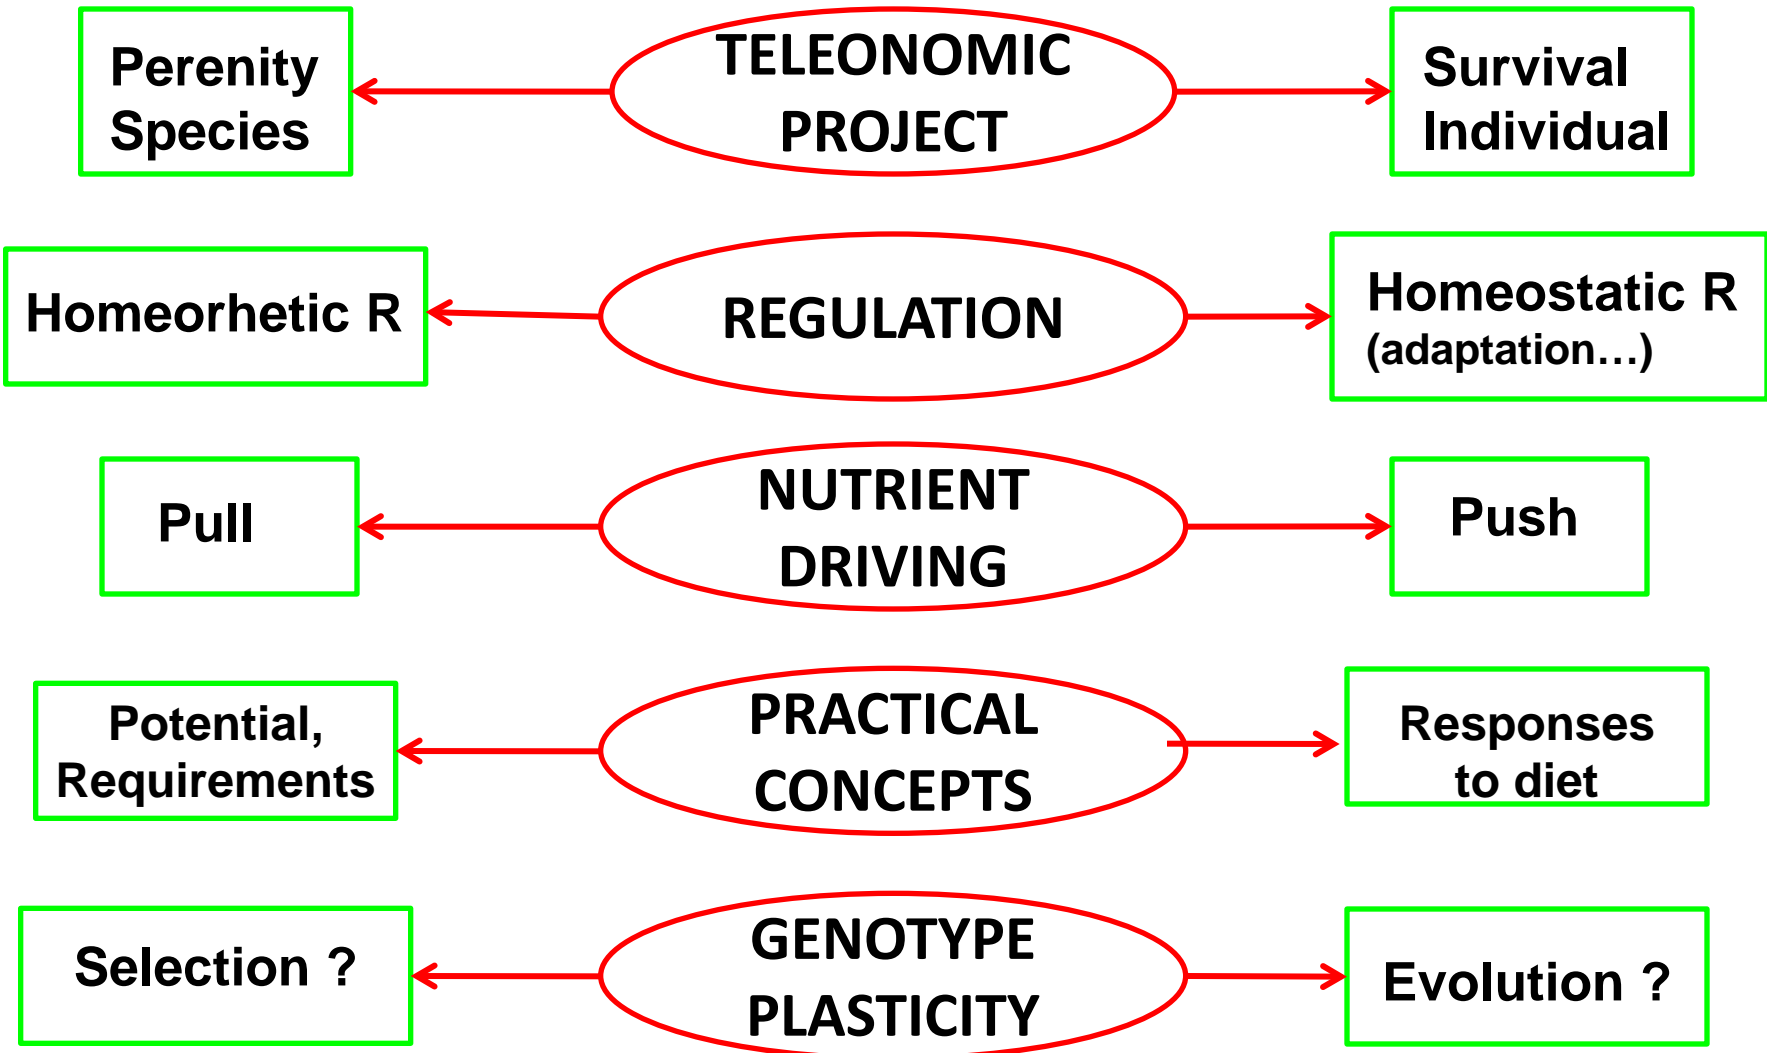 Perenity
Species
TELEONOMIC
PROJECT
Survival
Individual
Homeorhetic R
REGULATION
Homeostatic R
(adaptation...)
Pull
NUTRIENT
DRIVING
Push
Potential,
Requirements
PRACTICAL
CONCEPTS
Responses
to diet
Selection ?
GENOTYPE
PLASTICITY
Evolution ?